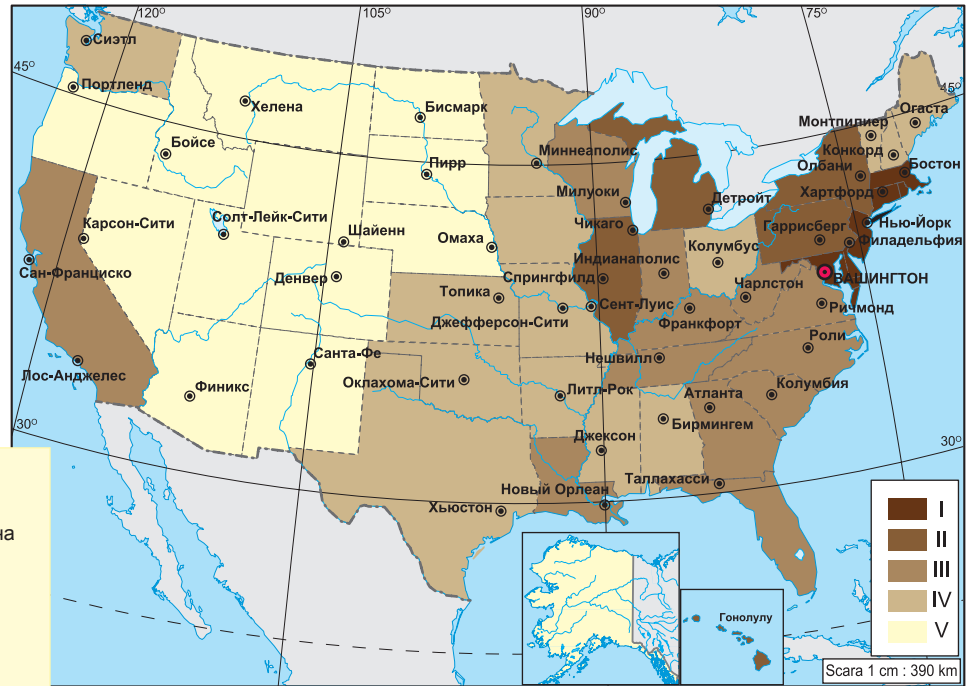 120°
105°
90°
75°
Сиэтл
45°
Портленд
Хелена
Бисмарк
45°
Огаста
Монтпилиер
Бойсе
Миннеаполис
Конкорд
Пирр
Олбани
Бостон
Милуоки
Хартфорд
Детройт
Карсон-Сити
Солт-Лейк-Сити
Шайенн
Омаха
Чикаго
Гаррисберг
Нью-Йорк
Колумбус
Филадельфия
Сан-Франциско
Денвер
Спрингфилд
Индианаполис
ВАШИНГТОН
Топика
Сент-Луис
Чарлстон
Ричмонд
Джефферсон-Сити
Франкфорт
Роли
Лос-Анджелес
Санта-Фе
Нешвилл
Финикс
Оклахома-Сити
Литл-Рок
Атланта
Колумбия
Бирмингем
30°
Джексон
30°
Таллахасси
Новый Орлеан
Хьюстон
на
Гонолулу
I
II
III
IV
V
Scara 1 cm : 390 km